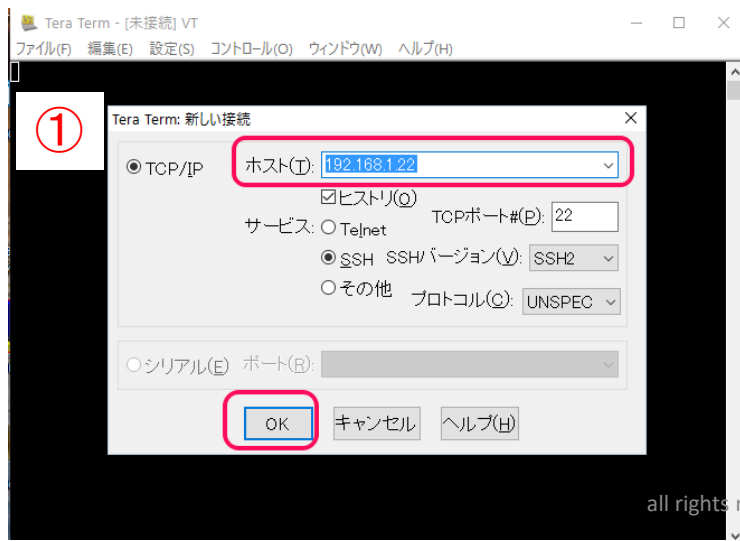 Tera Term - [未接続] VT
ファイル(F) 編集(E) 設定(S) コントロール(O) ウィンドウ(W) ヘルプ(H)
①
Tera Term: 新しい接続
TCP/IP ホスト(T): 192.168.1.22
ヒストリ(O)
サービス: Telnet TCPポート#(P): 22
SSH SSHバージョン(V): SSH2
その他 プロトコル(C): UNSPEC
シリアル(E) ポート(R):
OK キャンセル ヘルプ(H)
all rights